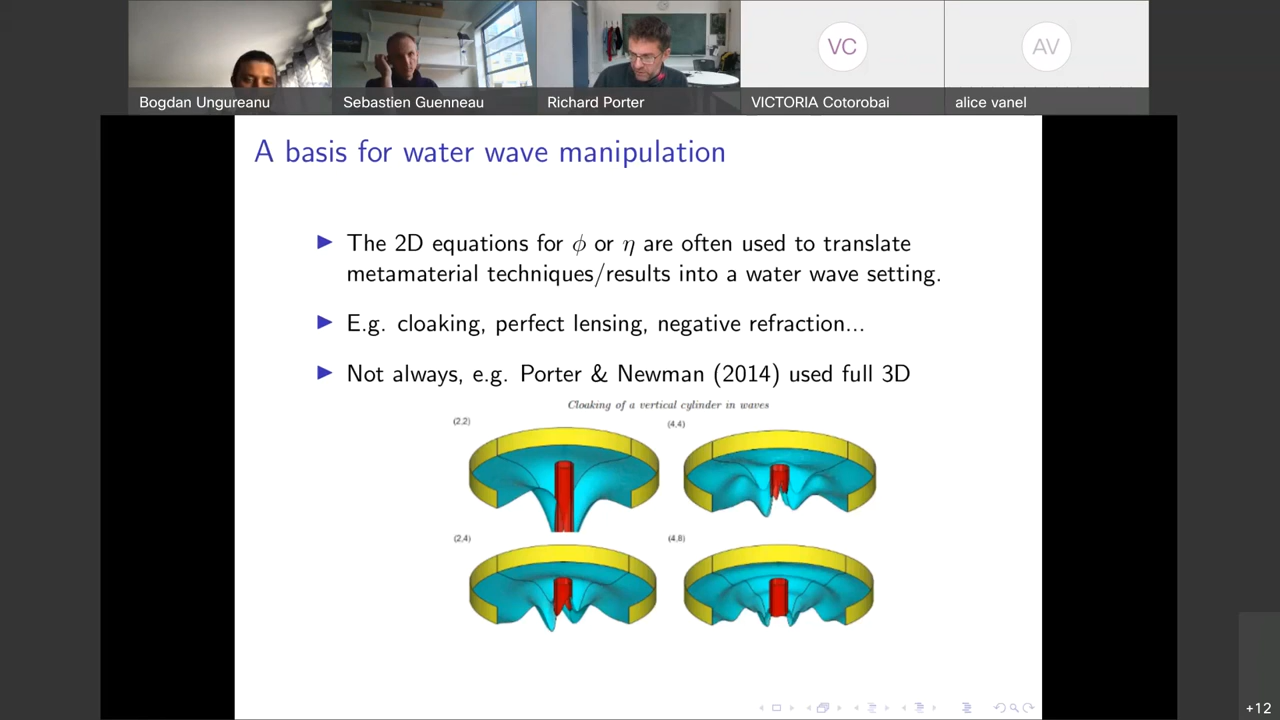 Bogdan Ungureanu
Sebastien Guenneau
Richard Porter
VC
VICTORIA Cotorobai
AV
alice vanel
A basis for water wave manipulation
The 2D equations for ϕ or η are often used to translate
metamaterial techniques/results into a water wave setting.
E.g. cloaking, perfect lensing, negative refraction...
Not always, e.g. Porter & Newman (2014) used full 3D
Cloaking of a vertical cylinder in waves
(2,2)
(4,4)
(2,4)
(4,8)
+12